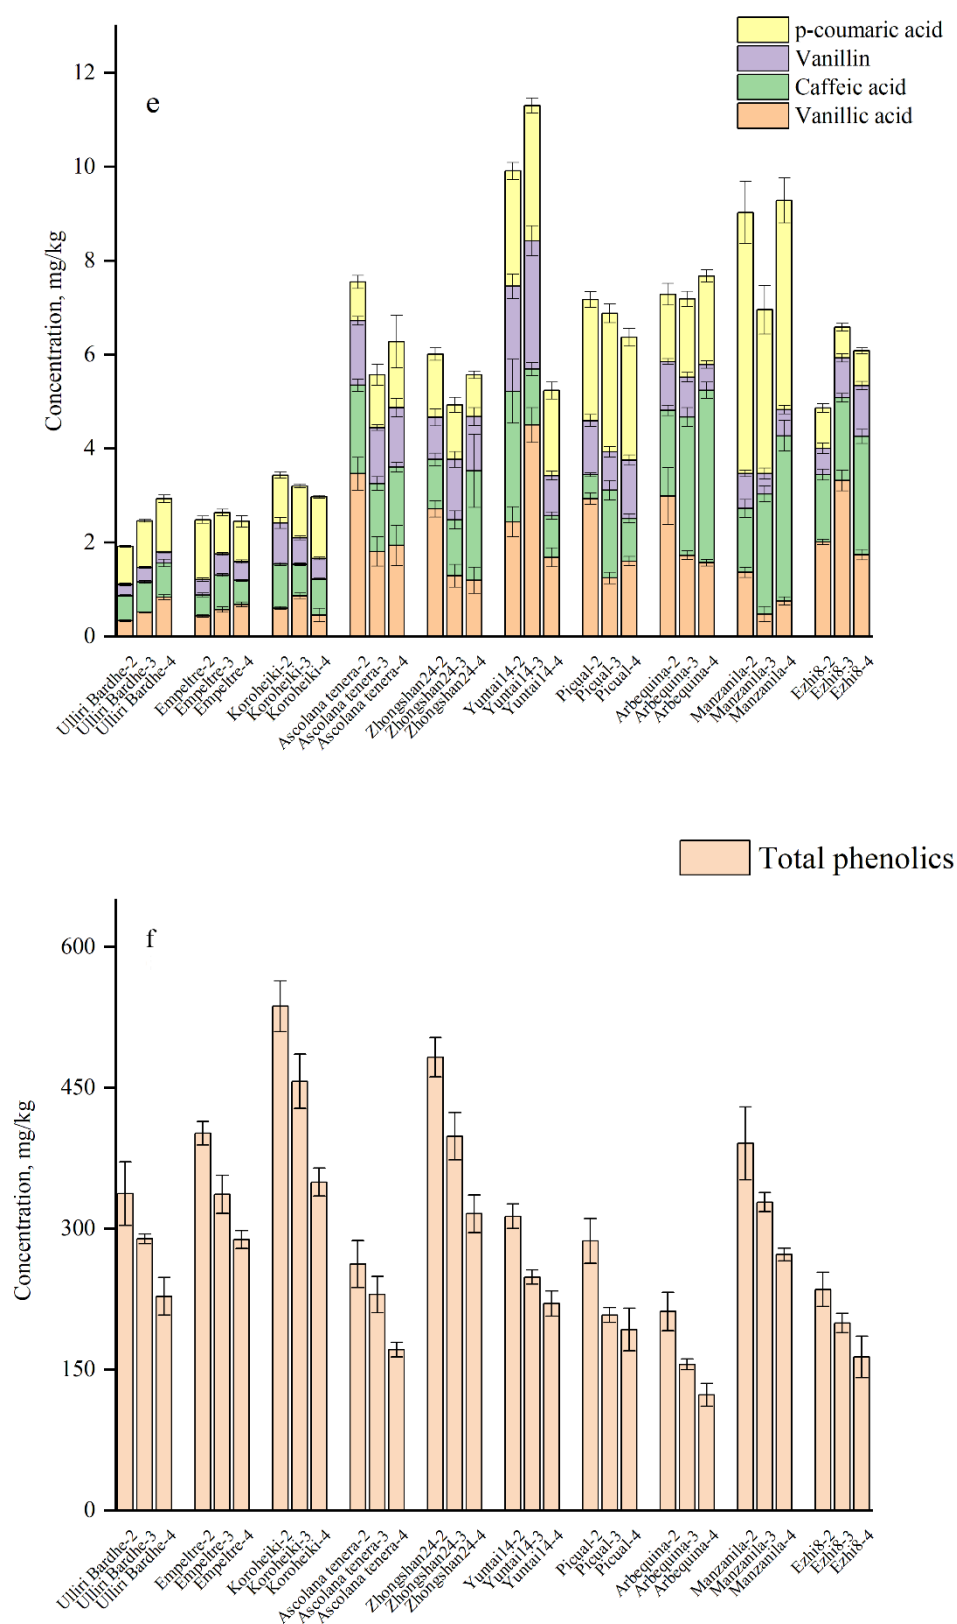 p-coumaric acid
Vanillin
Caffeic acid
Vanillic acid
e
12
10
8
6
4
2
0
Concentration, mg/kg
Ulliri Bardhe-2
Ulliri Bardhe-3
Ulliri Bardhe-4
Empeltre-2
Empeltre-3
Empeltre-4
Koroheiki-2
Koroheiki-3
Koroheiki-4
Ascolana tenera-2
Ascolana tenera-3
Ascolana tenera-4
Zhongshan24-2
Zhongshan24-3
Zhongshan24-4
Yuntai14-2
Yuntai14-3
Yuntai14-4
Picual-2
Picual-3
Picual-4
Arbequina-2
Arbequina-3
Arbequina-4
Manzanila-2
Manzanila-3
Manzanila-4
Ezhi8-2
Ezhi8-3
Ezhi8-4
Total phenolics
f
600
450
300
150
0
Concentration, mg/kg
Ulliri Bardhe-2
Ulliri Bardhe-3
Ulliri Bardhe-4
Empeltre-2
Empeltre-3
Empeltre-4
Koroheiki-2
Koroheiki-3
Koroheiki-4
Ascolana tenera-2
Ascolana tenera-3
Ascolana tenera-4
Zhongshan24-2
Zhongshan24-3
Zhongshan24-4
Yuntai14-2
Yuntai14-3
Yuntai14-4
Picual-2
Picual-3
Picual-4
Arbequina-2
Arbequina-3
Arbequina-4
Manzanila-2
Manzanila-3
Manzanila-4
Ezhi8-2
Ezhi8-3
Ezhi8-4